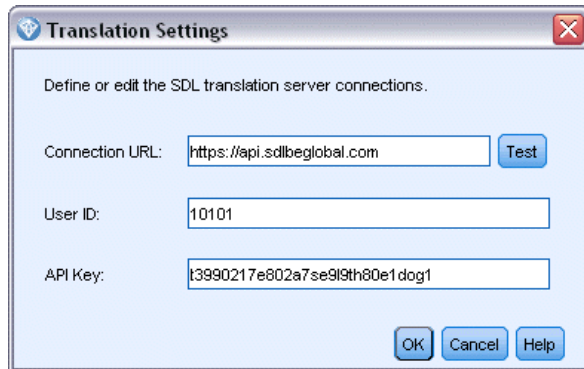 Translation Settings
Define or edit the SDL translation server connections.
Connection URL: https://api.sdlbeglobal.com Test
User ID: 10101
API Key: t3990217e802a7se9l9th80e1dog1
OK Cancel Help